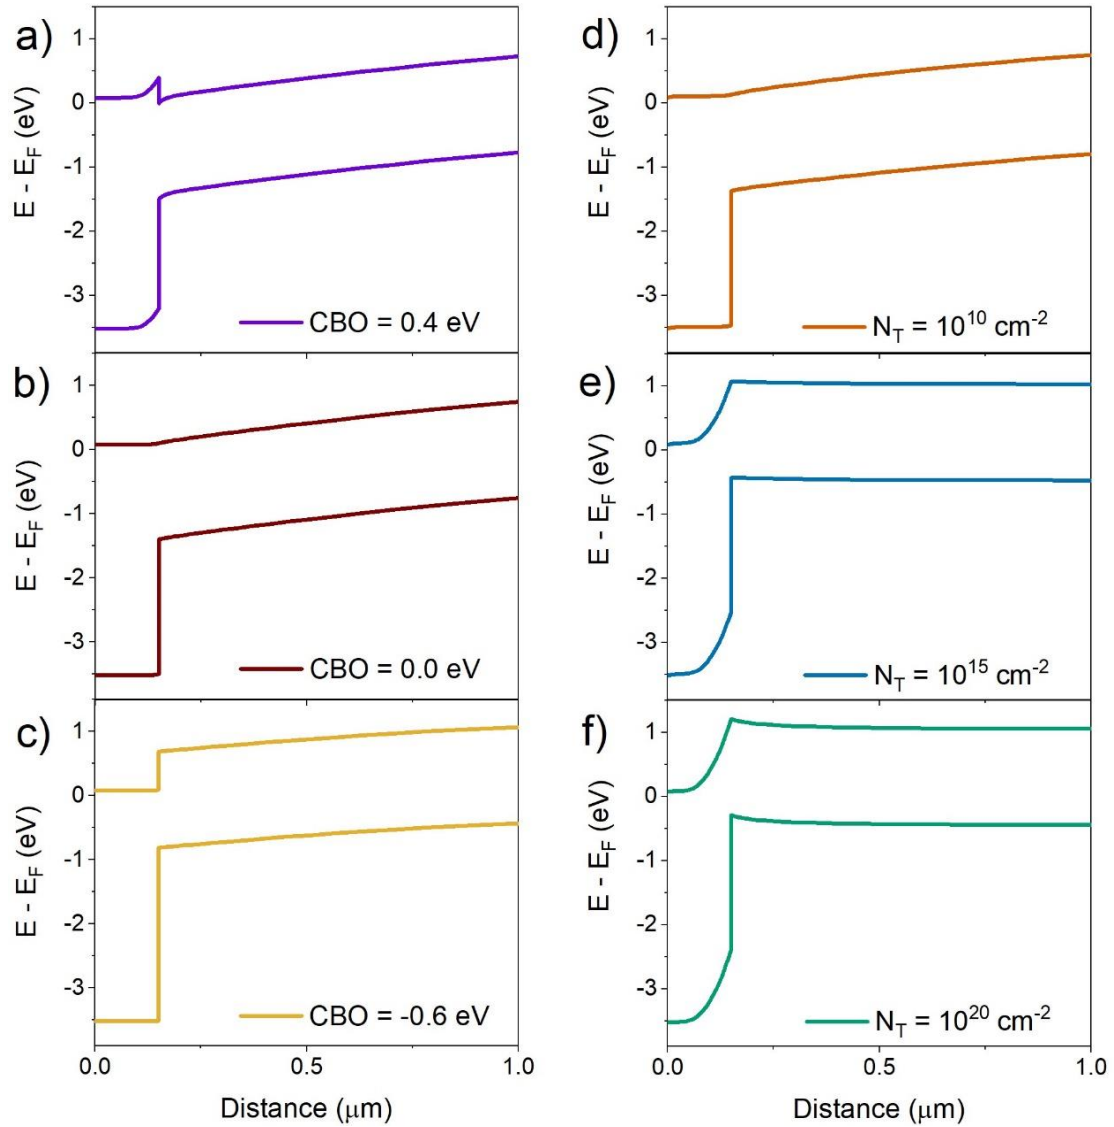 a)
1
0
-1
-2
-3
E - E_F (eV)
CBO = 0.4 eV
b)
1
0
-1
-2
-3
E - E_F (eV)
CBO = 0.0 eV
c)
1
0
-1
-2
-3
E - E_F (eV)
CBO = -0.6 eV
0.0 0.5 1.0
Distance (μm)
d)
1
0
-1
-2
-3
E - E_F (eV)
N_T = 10^10 cm^-2
e)
1
0
-1
-2
-3
E - E_F (eV)
N_T = 10^15 cm^-2
f)
1
0
-1
-2
-3
E - E_F (eV)
N_T = 10^20 cm^-2
0.0 0.5 1.0
Distance (μm)